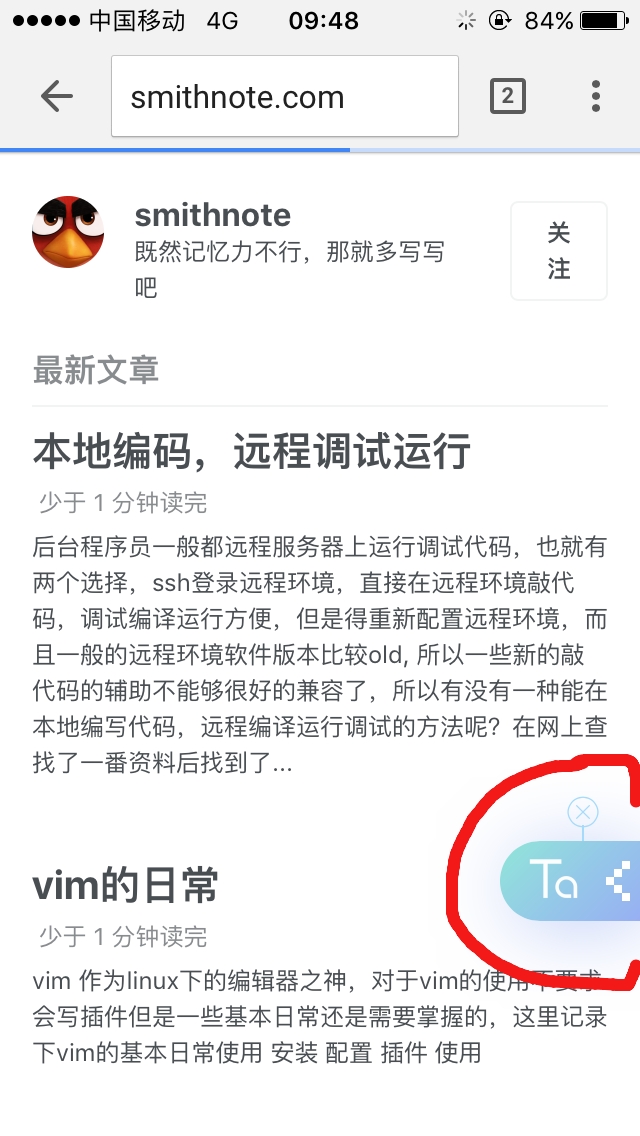 中国移动 4G 09:48 84%
smithnote.com 2
smithnote
既然记忆力不行，那就多写写
吧
关
注
最新文章
本地编码，远程调试运行
少于 1 分钟读完
后台程序员一般都远程服务器上运行调试代码，也就有
两个选择，ssh登录远程环境，直接在远程环境敲代
码，调试编译运行方便，但是得重新配置远程环境，而
且一般的远程环境软件版本比较old, 所以一些新的敲
代码的辅助不能够很好的兼容了，所以有没有一种能在
本地编写代码，远程编译运行调试的方法呢？在网上查
找了一番资料后找到了...
Ta
vim的日常
少于 1 分钟读完
vim 作为linux下的编辑器之神，对于vim的使用不要求
会写插件但是一些基本日常还是需要掌握的，这里记录
下vim的基本日常使用 安装 配置 插件 使用